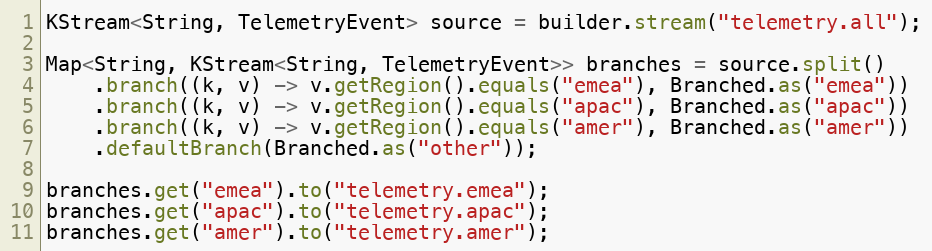 1 KStream<String, TelemetryEvent> source = builder.stream("telemetry.all");
2
3 Map<String, KStream<String, TelemetryEvent>> branches = source.split()
4     .branch((k, v) -> v.getRegion().equals("emea"), Branched.as("emea"))
5     .branch((k, v) -> v.getRegion().equals("apac"), Branched.as("apac"))
6     .branch((k, v) -> v.getRegion().equals("amer"), Branched.as("amer"))
7     .defaultBranch(Branched.as("other"));
8
9 branches.get("emea").to("telemetry.emea");
10 branches.get("apac").to("telemetry.apac");
11 branches.get("amer").to("telemetry.amer");